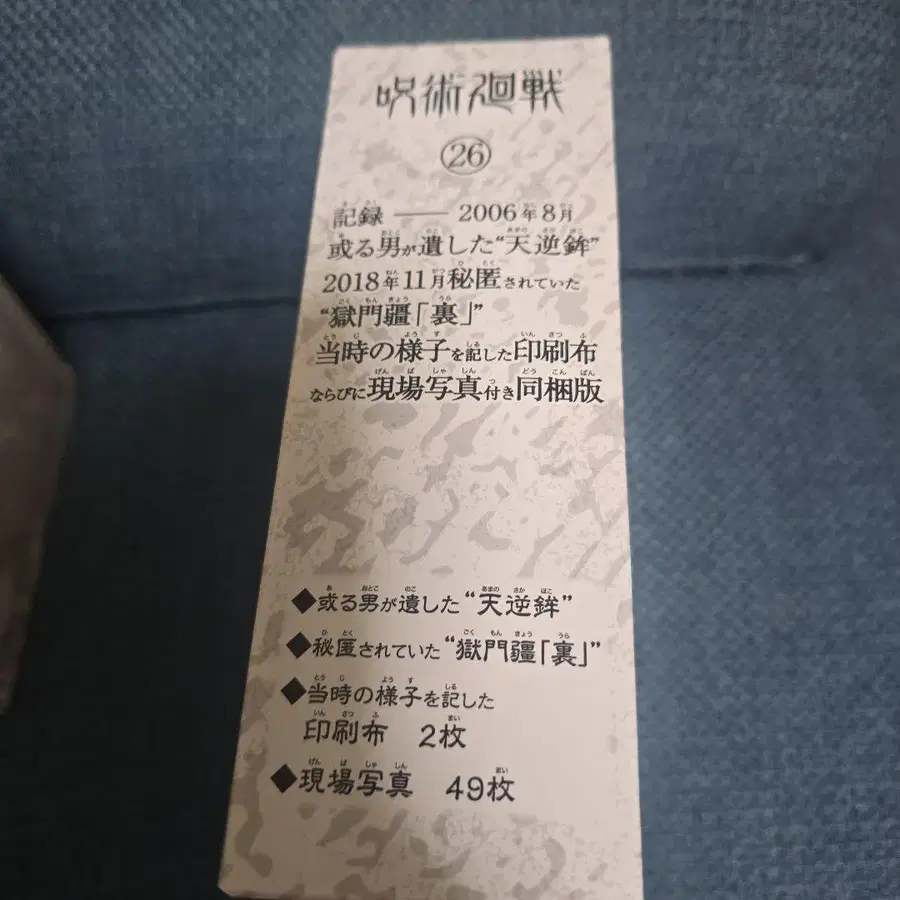 呪術廻戦
㉖
記録 ―― 2006年8月
或る男が遺した“天逆鉾”
2018年11月秘匿されていた
“獄門疆「裏」”
当時の様子を記した印刷布
ならびに現場写真付き同梱版
◆或る男が遺した“天逆鉾”
◆秘匿されていた“獄門疆「裏」”
◆当時の様子を記した
印刷布 2枚
◆現場写真 49枚